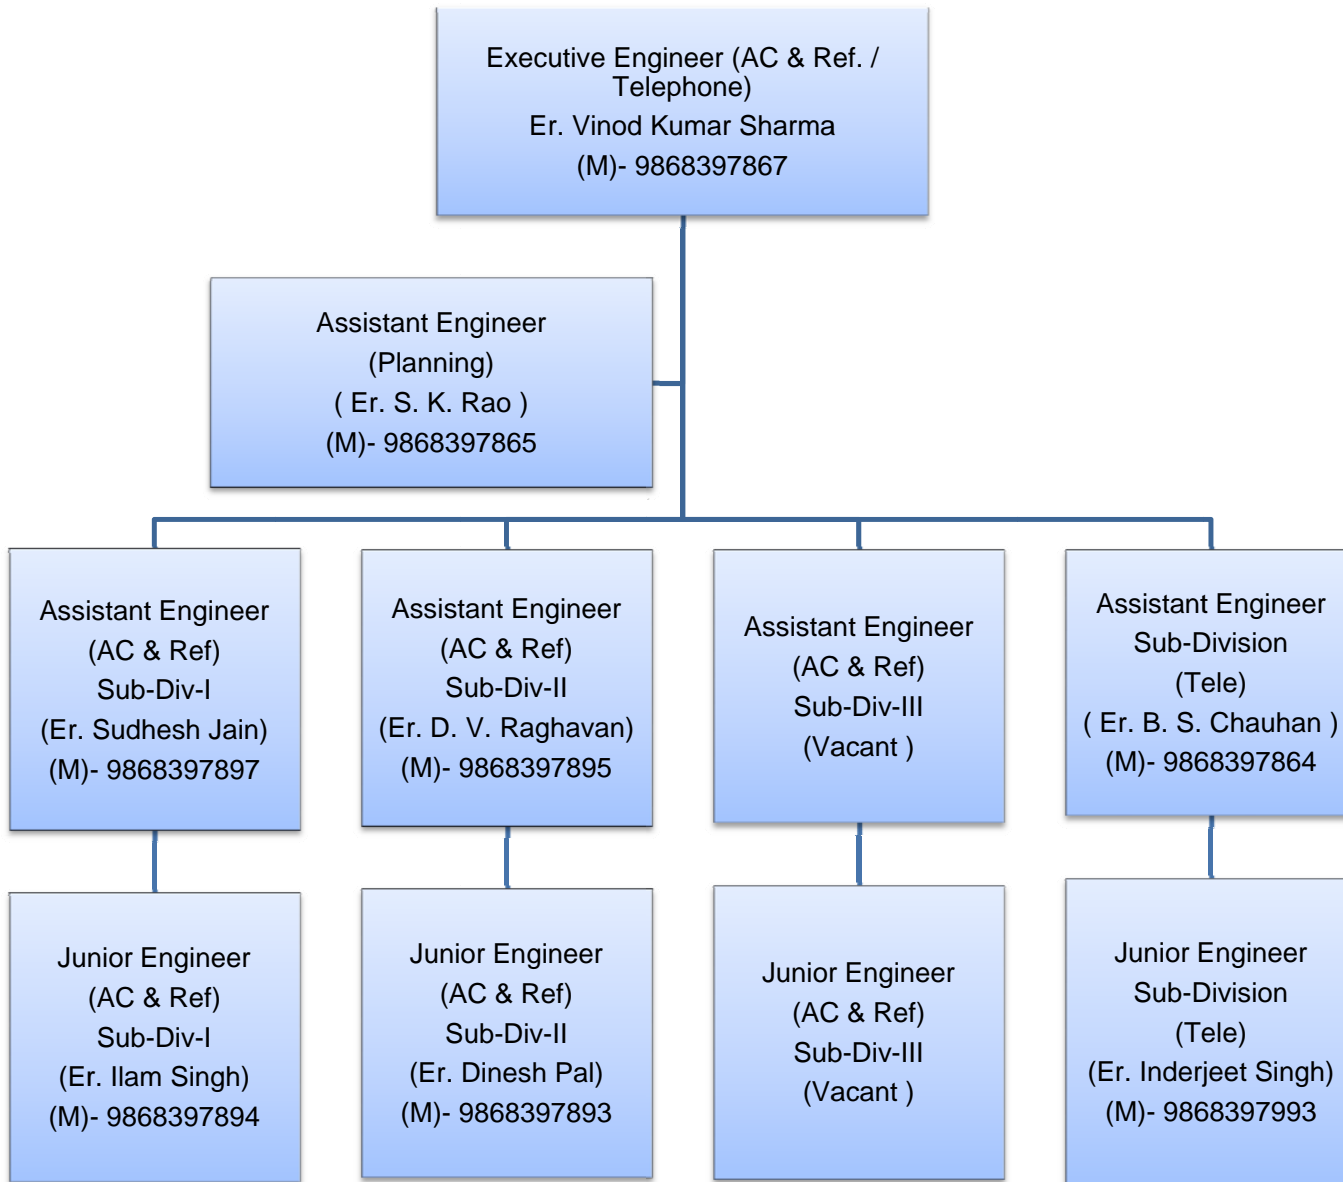 Executive Engineer (AC & Ref. /
Telephone)
Er. Vinod Kumar Sharma
(M)- 9868397867
Assistant Engineer
(Planning)
( Er. S. K. Rao )
(M)- 9868397865
Assistant Engineer
(AC & Ref)
Sub-Div-I
(Er. Sudhesh Jain)
(M)- 9868397897
Assistant Engineer
(AC & Ref)
Sub-Div-II
(Er. D. V. Raghavan)
(M)- 9868397895
Assistant Engineer
(AC & Ref)
Sub-Div-III
(Vacant )
Assistant Engineer
Sub-Division
(Tele)
( Er. B. S. Chauhan )
(M)- 9868397864
Junior Engineer
(AC & Ref)
Sub-Div-I
(Er. Ilam Singh)
(M)- 9868397894
Junior Engineer
(AC & Ref)
Sub-Div-II
(Er. Dinesh Pal)
(M)- 9868397893
Junior Engineer
(AC & Ref)
Sub-Div-III
(Vacant )
Junior Engineer
Sub-Division
(Tele)
(Er. Inderjeet Singh)
(M)- 9868397993